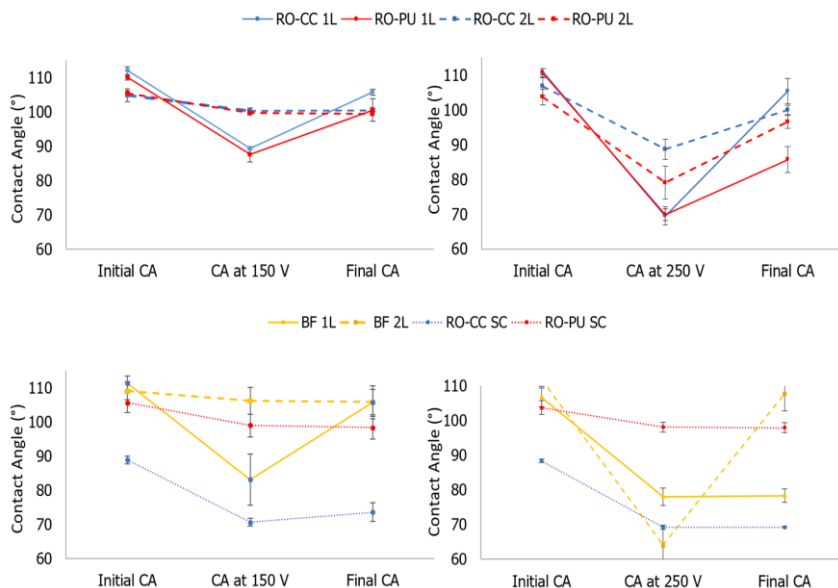 RO-CC 1L RO-PU 1L RO-CC 2L RO-PU 2L
Contact Angle (°)
110
100
90
80
70
60
Initial CA CA at 150 V Final CA
Contact Angle (°)
110
100
90
80
70
60
Initial CA CA at 250 V Final CA
BF 1L BF 2L RO-CC SC RO-PU SC
Contact Angle (°)
110
100
90
80
70
60
Initial CA CA at 150 V Final CA
Contact Angle (°)
110
100
90
80
70
60
Initial CA CA at 250 V Final CA